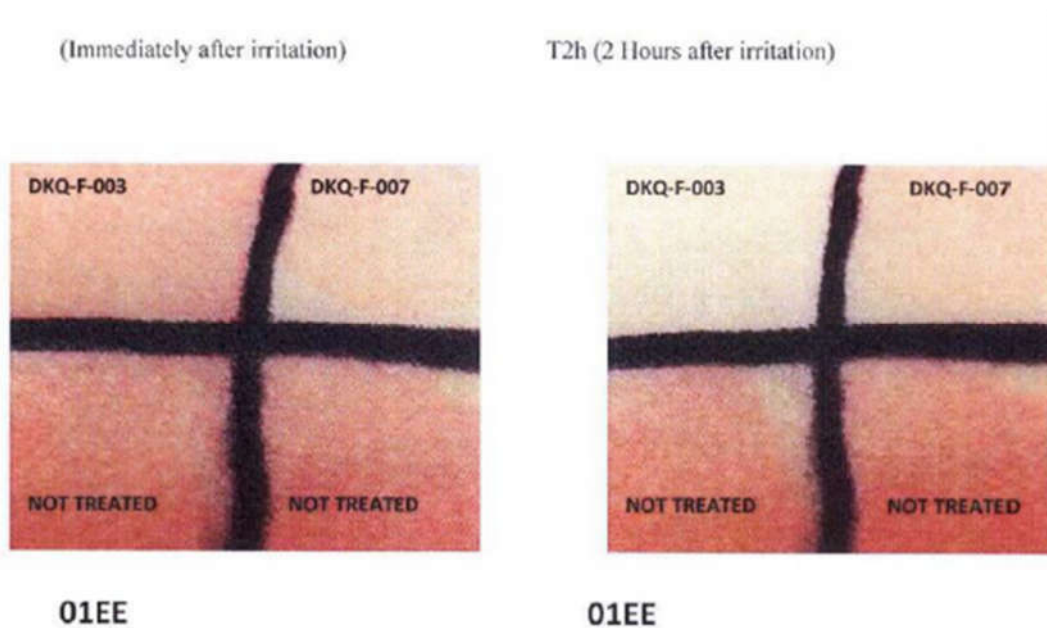 (Immediately after irritation)
T2h (2 Hours after irritation)
DKQ-F-003
DKQ-F-007
NOT TREATED
NOT TREATED
01EE
DKQ-F-003
DKQ-F-007
NOT TREATED
NOT TREATED
01EE